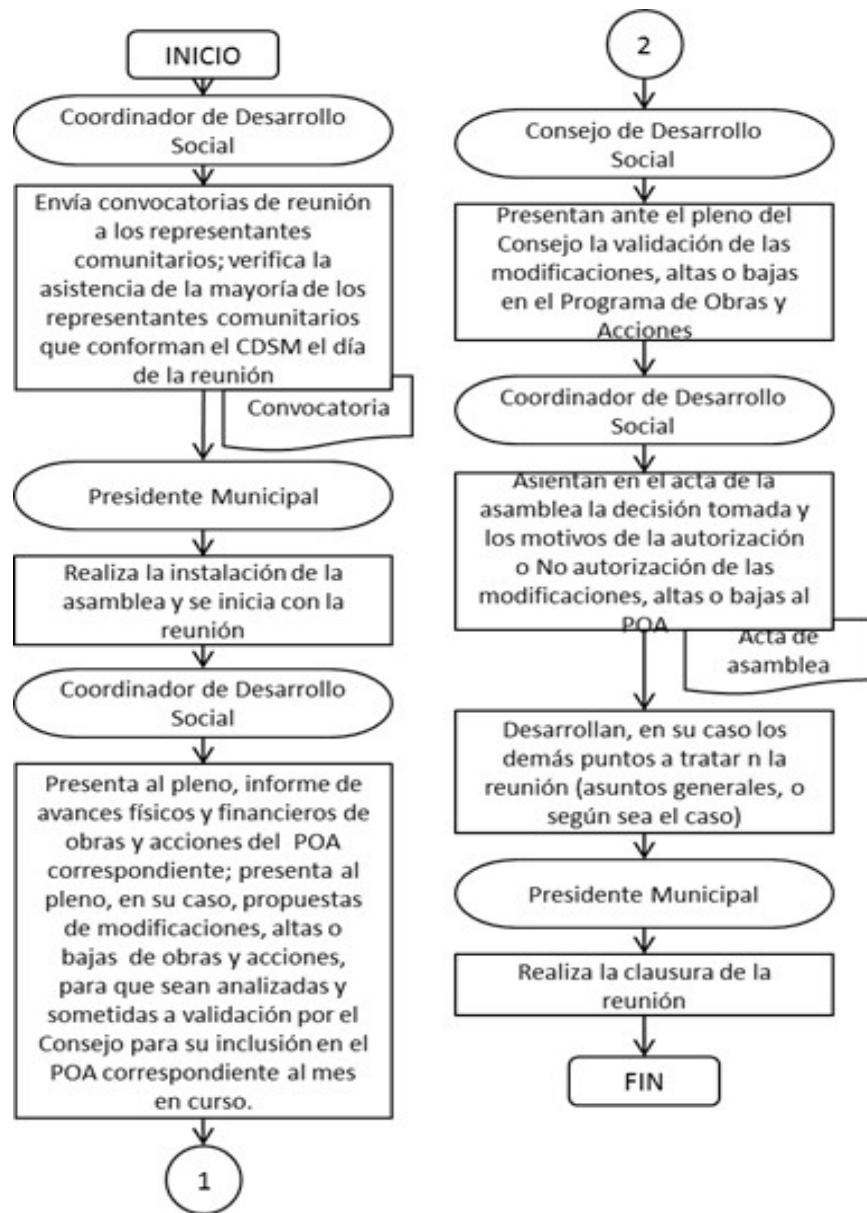 INICIO
Coordinador de Desarrollo
Social
Envía convocatorias de reunión
a los representantes
comunitarios; verifica la
asistencia de la mayoría de los
representantes comunitarios
que conforman el CDSM el día
de la reunión
Convocatoria
Presidente Municipal
Realiza la instalación de la
asamblea y se inicia con la
reunión
Coordinador de Desarrollo
Social
Presenta al pleno, informe de
avances físicos y financieros de
obras y acciones del POA
correspondiente; presenta al
pleno, en su caso, propuestas
de modificaciones, altas o
bajas de obras y acciones,
para que sean analizadas y
sometidas a validación por el
Consejo para su inclusión en el
POA correspondiente al mes
en curso.
1
2
Consejo de Desarrollo
Social
Presentan ante el pleno del
Consejo la validación de las
modificaciones, altas o bajas
en el Programa de Obras y
Acciones
Coordinador de Desarrollo
Social
Asientan en el acta de la
asamblea la decisión tomada y
los motivos de la autorización
o No autorización de las
modificaciones, altas o bajas al
POA
Acta de
asamblea
Desarrollan, en su caso los
demás puntos a tratar n la
reunión (asuntos generales, o
según sea el caso)
Presidente Municipal
Realiza la clausura de la
reunión
FIN